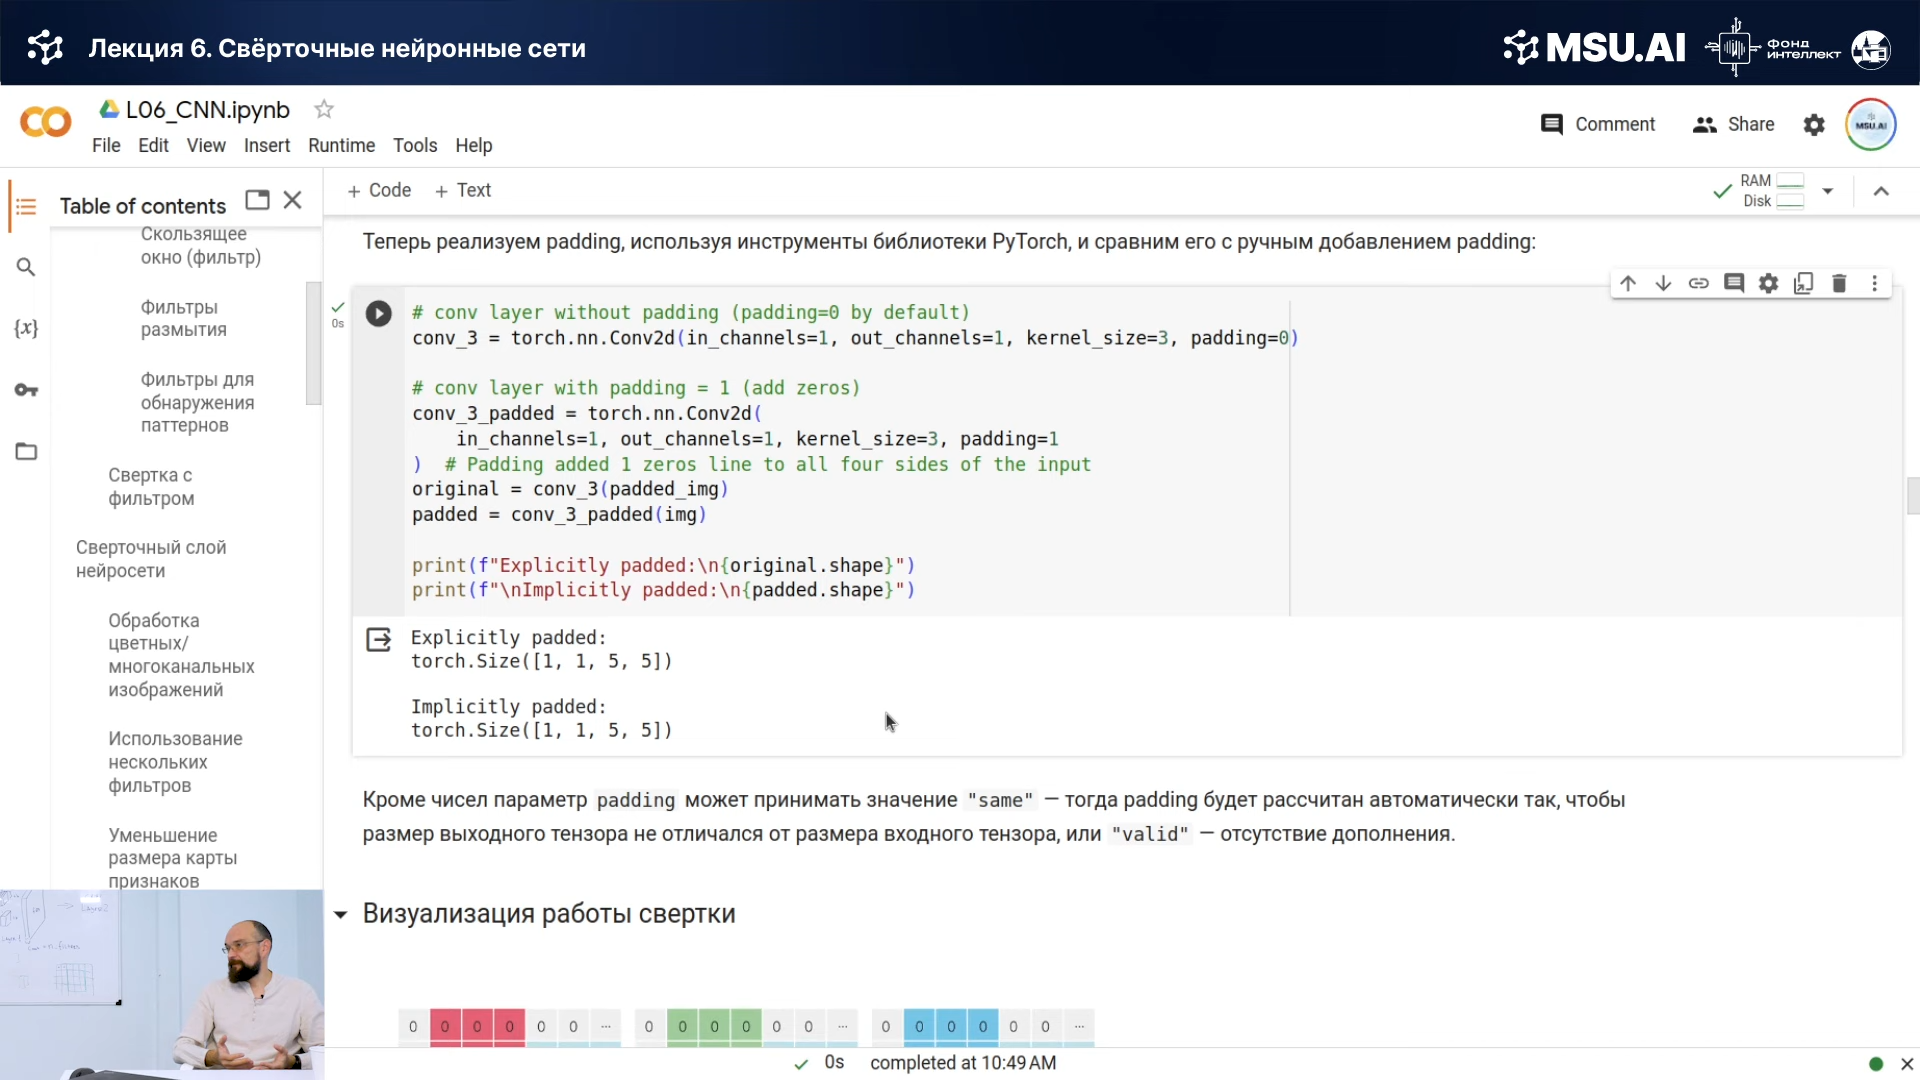 Лекция 6. Свёрточные нейронные сети
MSU.AI
ФОНД
ИНТЕЛЛЕКТ
L06_CNN.ipynb
File Edit View Insert Runtime Tools Help
Comment
Share
MSU.AI
Table of contents
+ Code + Text
RAM
Disk
Скользящее
окно (фильтр)
Фильтры
размытия
Фильтры для
обнаружения
паттернов
Свертка с
фильтром
Сверточный слой
нейросети
Обработка
цветных/
многоканальных
изображений
Использование
нескольких
фильтров
Уменьшение
размера карты
признаков
{x}
Теперь реализуем padding, используя инструменты библиотеки PyTorch, и сравним его с ручным добавлением padding:
0s
# conv layer without padding (padding=0 by default)
conv_3 = torch.nn.Conv2d(in_channels=1, out_channels=1, kernel_size=3, padding=0)
# conv layer with padding = 1 (add zeros)
conv_3_padded = torch.nn.Conv2d(
in_channels=1, out_channels=1, kernel_size=3, padding=1
) # Padding added 1 zeros line to all four sides of the input
original = conv_3(padded_img)
padded = conv_3_padded(img)
print(f"Explicitly padded:\n{original.shape}")
print(f"\nImplicitly padded:\n{padded.shape}")
Explicitly padded:
torch.Size([1, 1, 5, 5])
Implicitly padded:
torch.Size([1, 1, 5, 5])
Кроме чисел параметр padding может принимать значение "same" — тогда padding будет рассчитан автоматически так, чтобы
размер выходного тензора не отличался от размера входного тензора, или "valid" — отсутствие дополнения.
Визуализация работы свертки
0 0 0 0 0 0 ... 0 0 0 0 0 0 ... 0 0 0 0 0 0 ...
0s completed at 10:49 AM